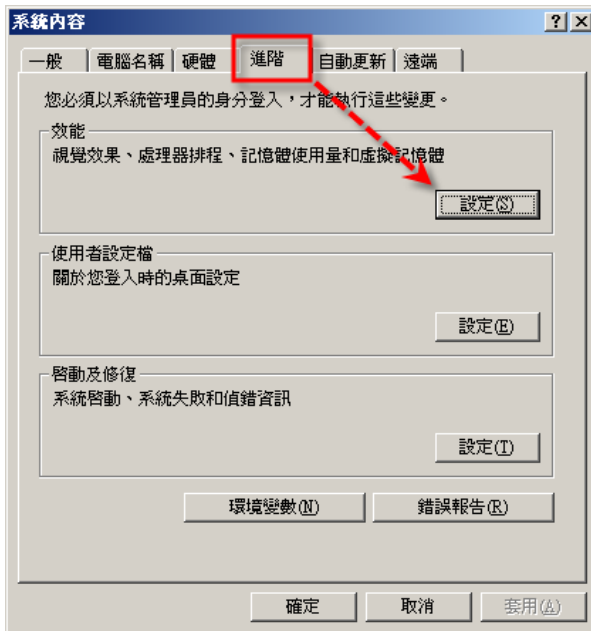 系統內容
一般 電腦名稱 硬體 進階 自動更新 遠端
您必須以系統管理員的身分登入，才能執行這些變更。
效能
視覺效果、處理器排程、記憶體使用量和虛擬記憶體
設定(S)
使用者設定檔
關於您登入時的桌面設定
設定(E)
啓動及修復
系統啓動、系統失敗和偵錯資訊
設定(T)
環境變數(N) 錯誤報告(R)
確定 取消 套用(A)